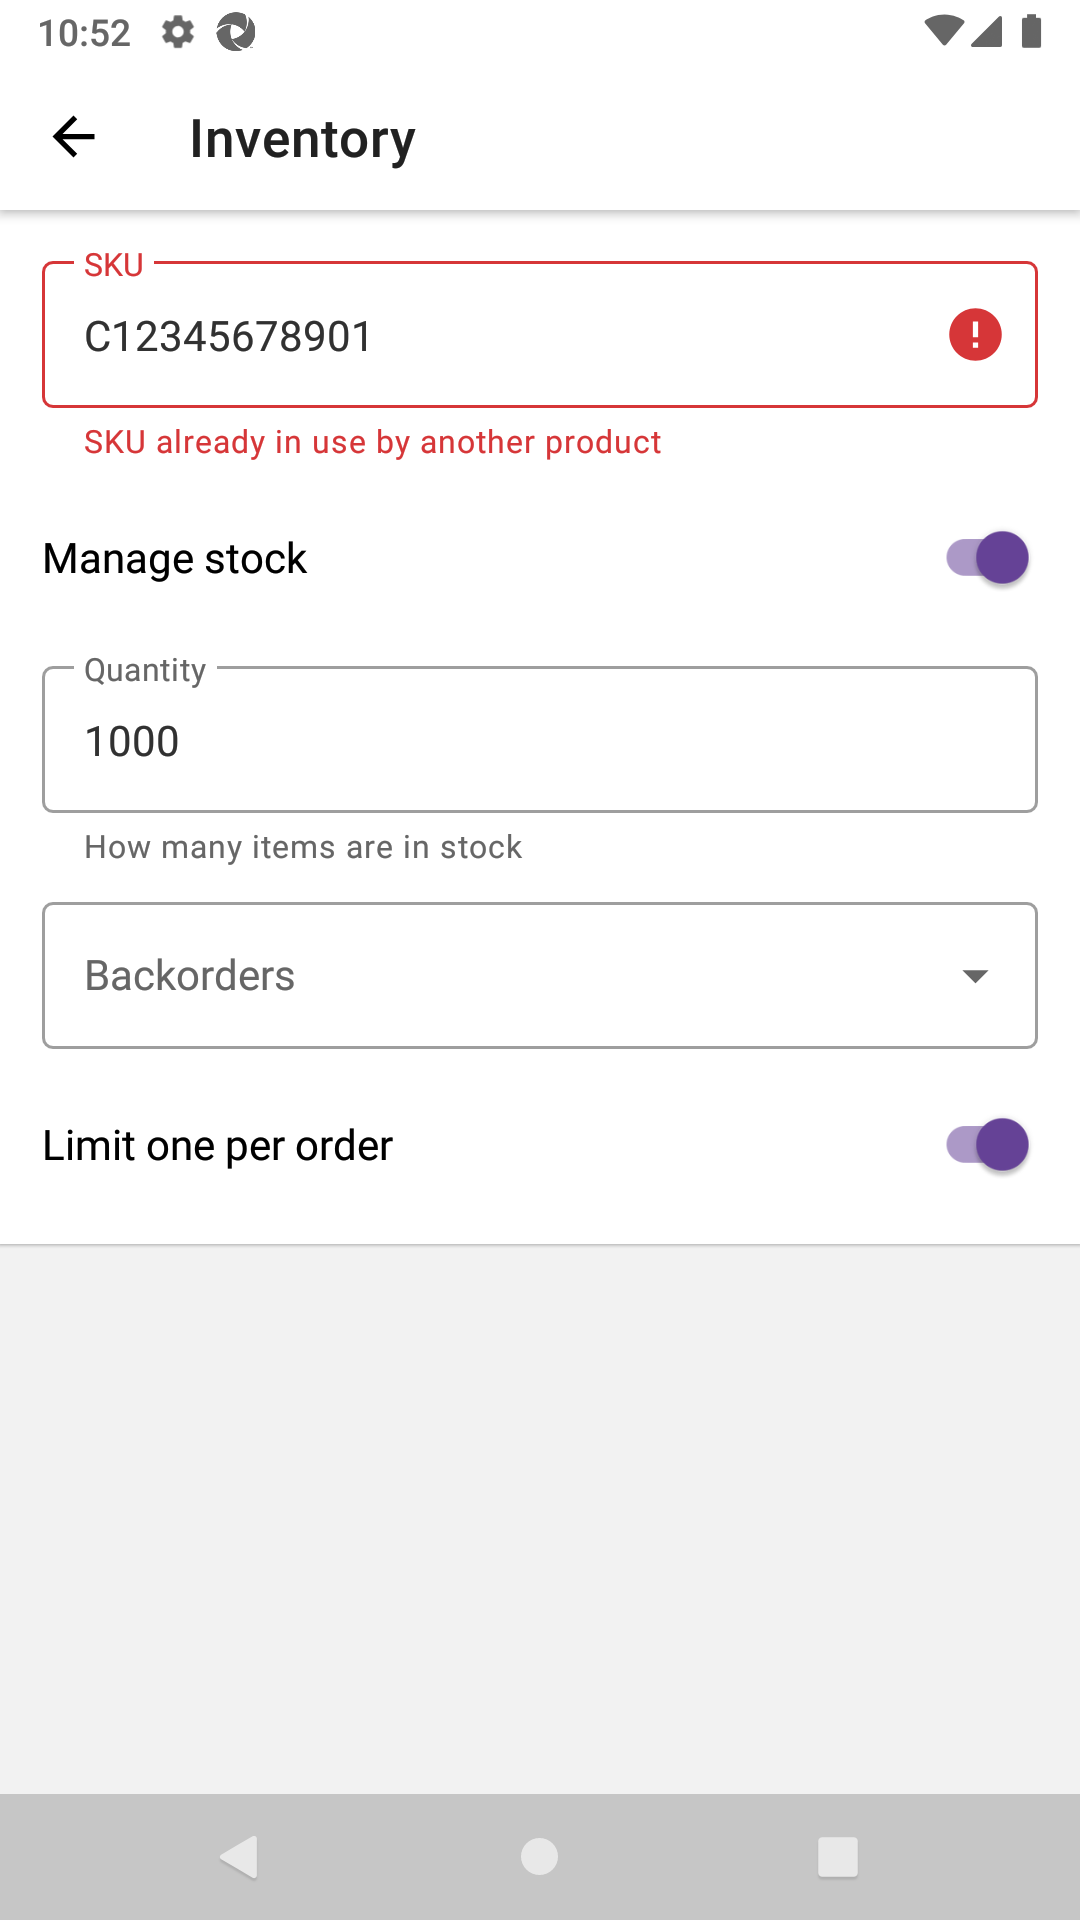 10:52
Inventory
SKU
C12345678901
SKU already in use by another product
Manage stock
Quantity
1000
How many items are in stock
Backorders
Limit one per order